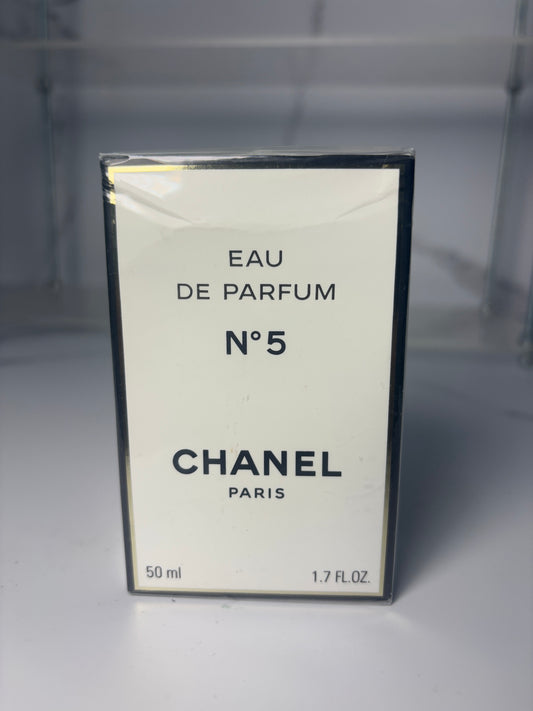 EAU
DE PARFUM
N°5
CHANEL
PARIS
50 ml 1.7 FL.OZ.